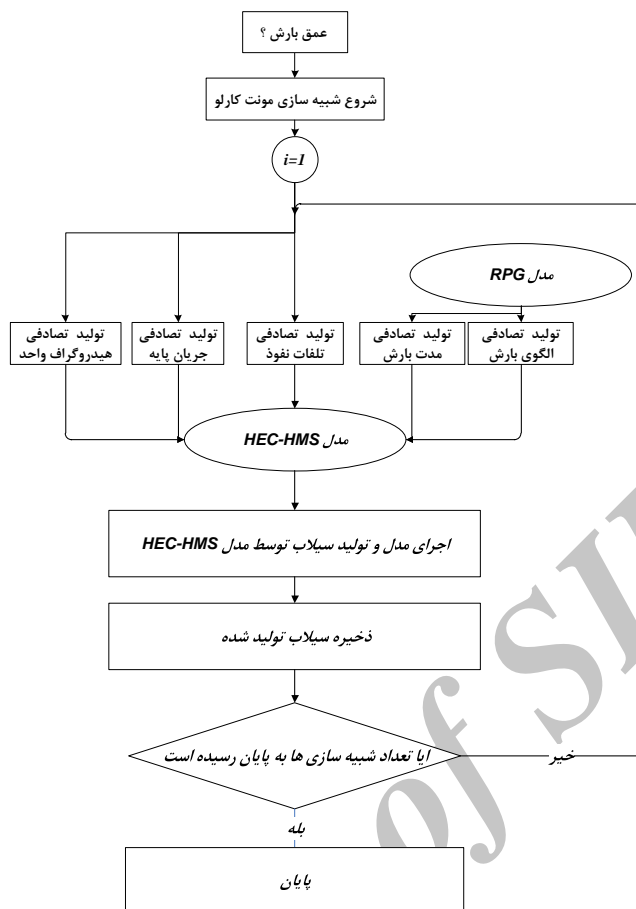 عمق بارش ؟
شروع شبیه سازی مونت کارلو
i=1
مدل RPG
تولید تصادفی
الگوی بارش
تولید تصادفی
مدت بارش
تولید تصادفی
تلفات نفوذ
تولید تصادفی
جریان پایه
تولید تصادفی
هیدروگراف واحد
مدل HEC-HMS
اجرای مدل و تولید سیلاب توسط مدل HEC-HMS
ذخیره سیلاب تولید شده
ایا تعداد شبیه سازی ها به پایان رسیده است
خیر
بله
پایان
of SI